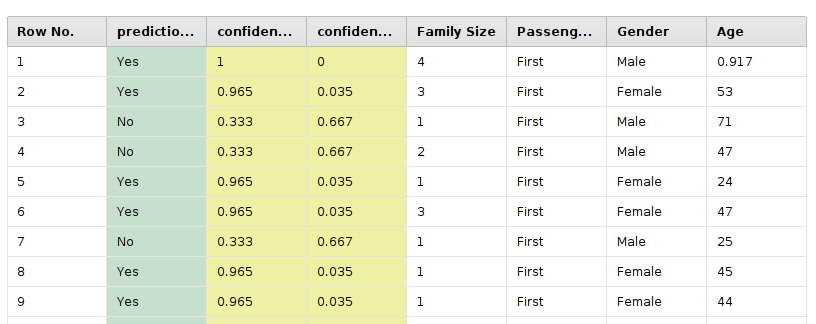 Row No. predictio... confiden... confiden... Family Size Passeng... Gender Age
1 Yes 1 0 4 First Male 0.917
2 Yes 0.965 0.035 3 First Female 53
3 No 0.333 0.667 1 First Male 71
4 No 0.333 0.667 2 First Male 47
5 Yes 0.965 0.035 1 First Female 24
6 Yes 0.965 0.035 3 First Female 47
7 No 0.333 0.667 1 First Male 25
8 Yes 0.965 0.035 1 First Female 45
9 Yes 0.965 0.035 1 First Female 44